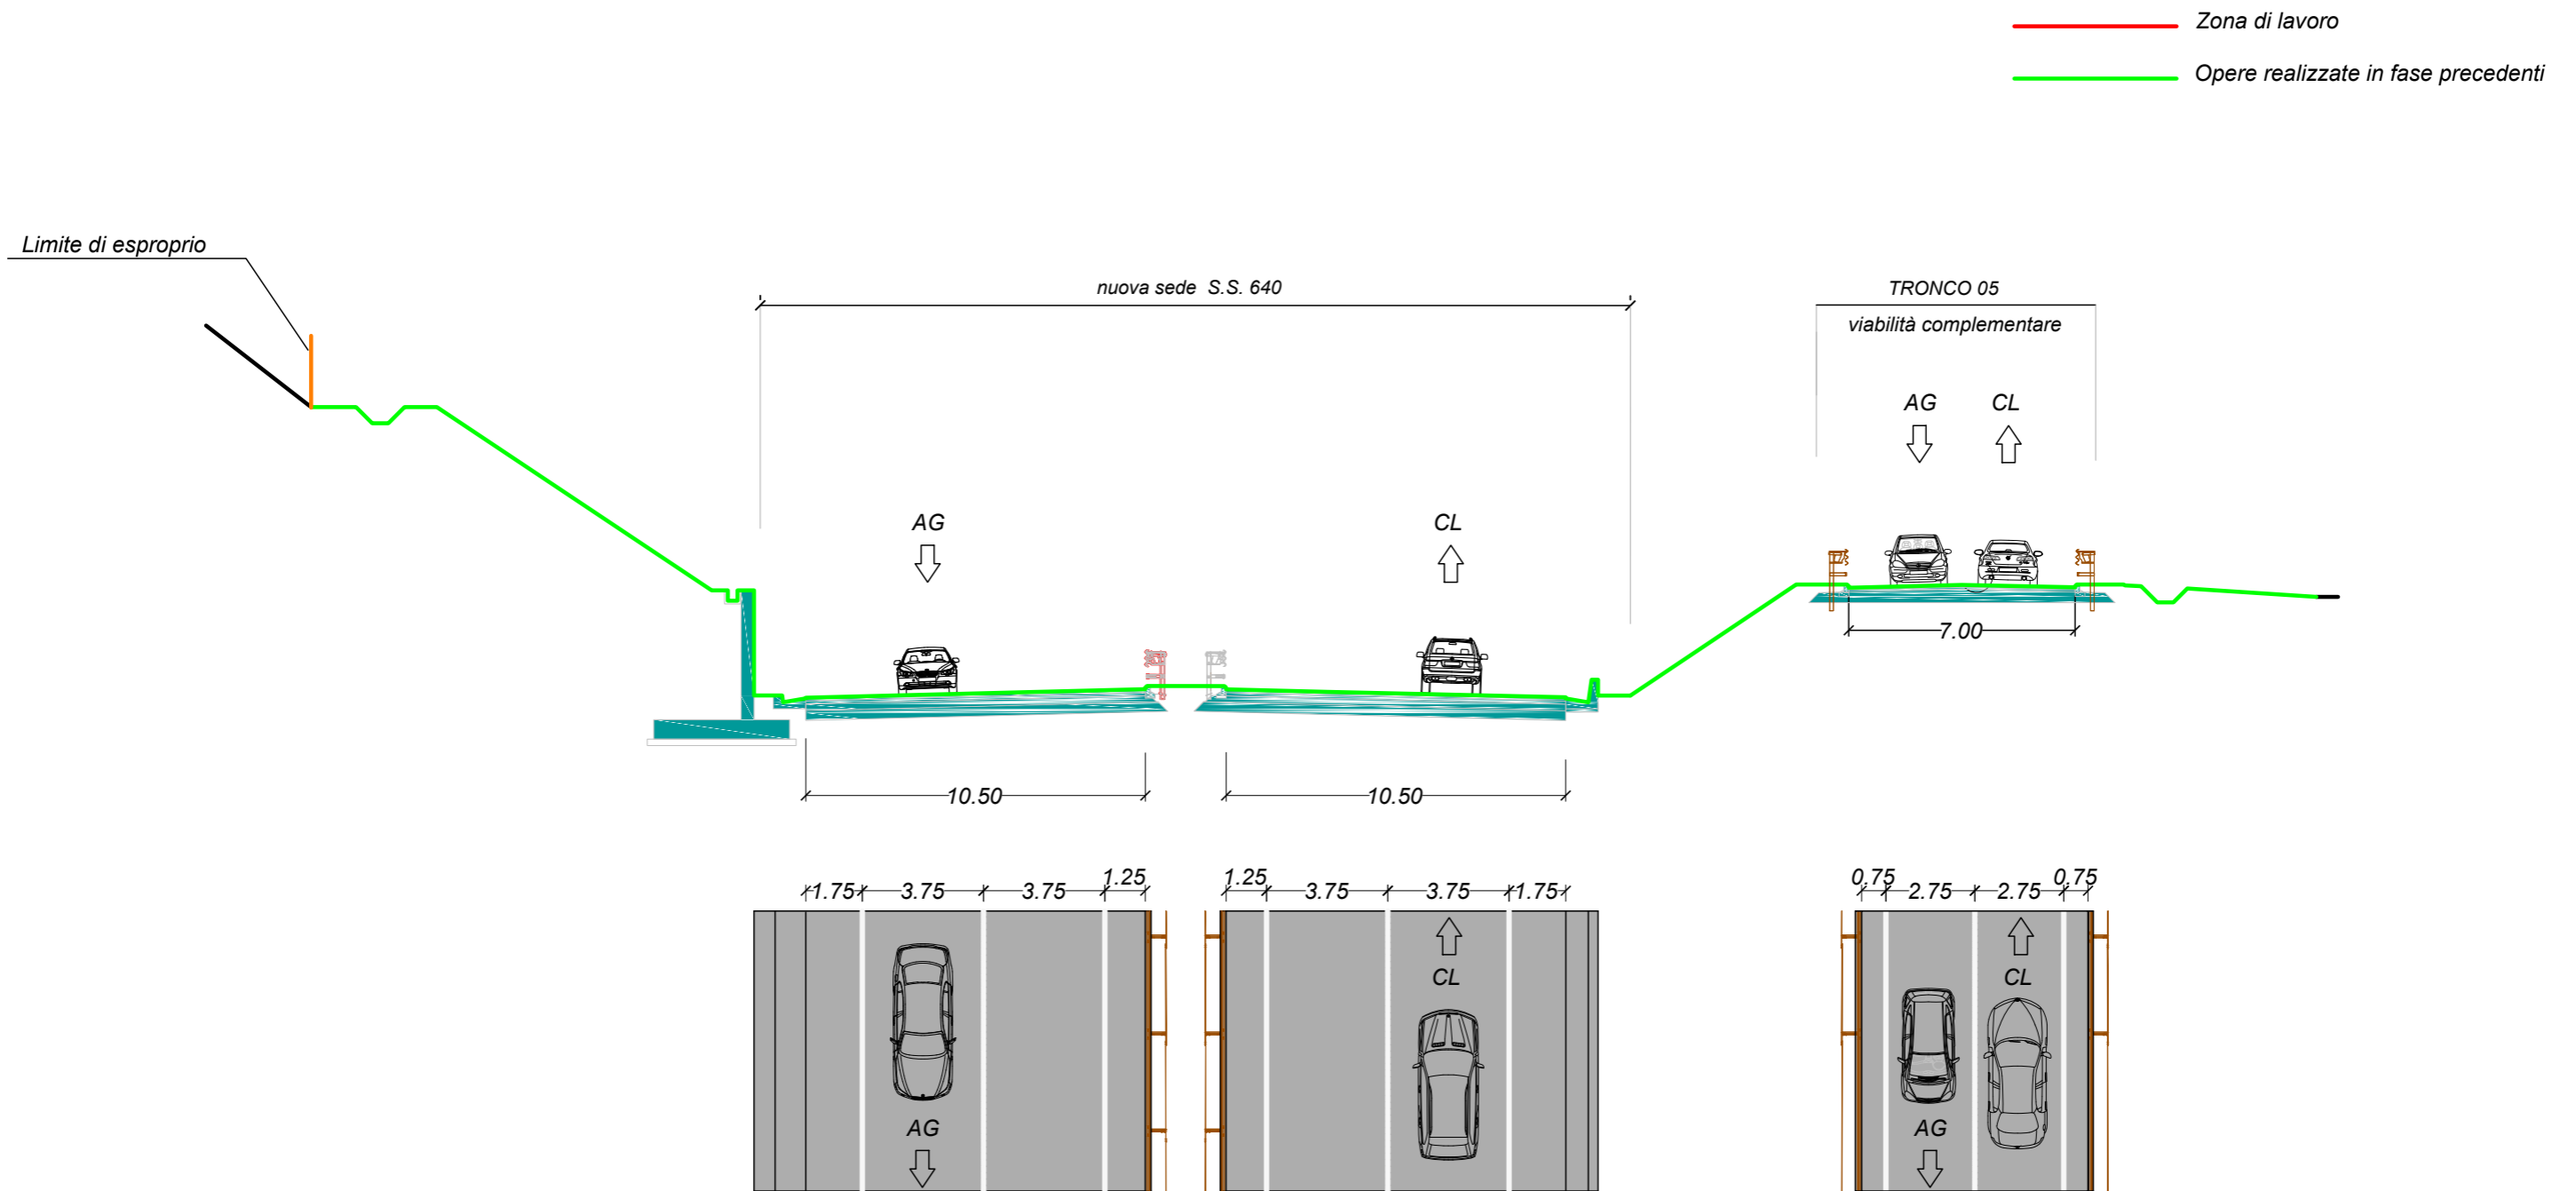 Zona di lavoro
Opere realizzate in fase precedenti
Limite di esproprio
nuova sede S.S. 640
TRONCO 05
viabilità complementare
AG CL
AG CL
7.00
10.50 10.50
1.75 3.75 3.75 1.25 1.25 3.75 3.75 1.75 0.75 2.75 2.75 0.75
CL CL
AG AG